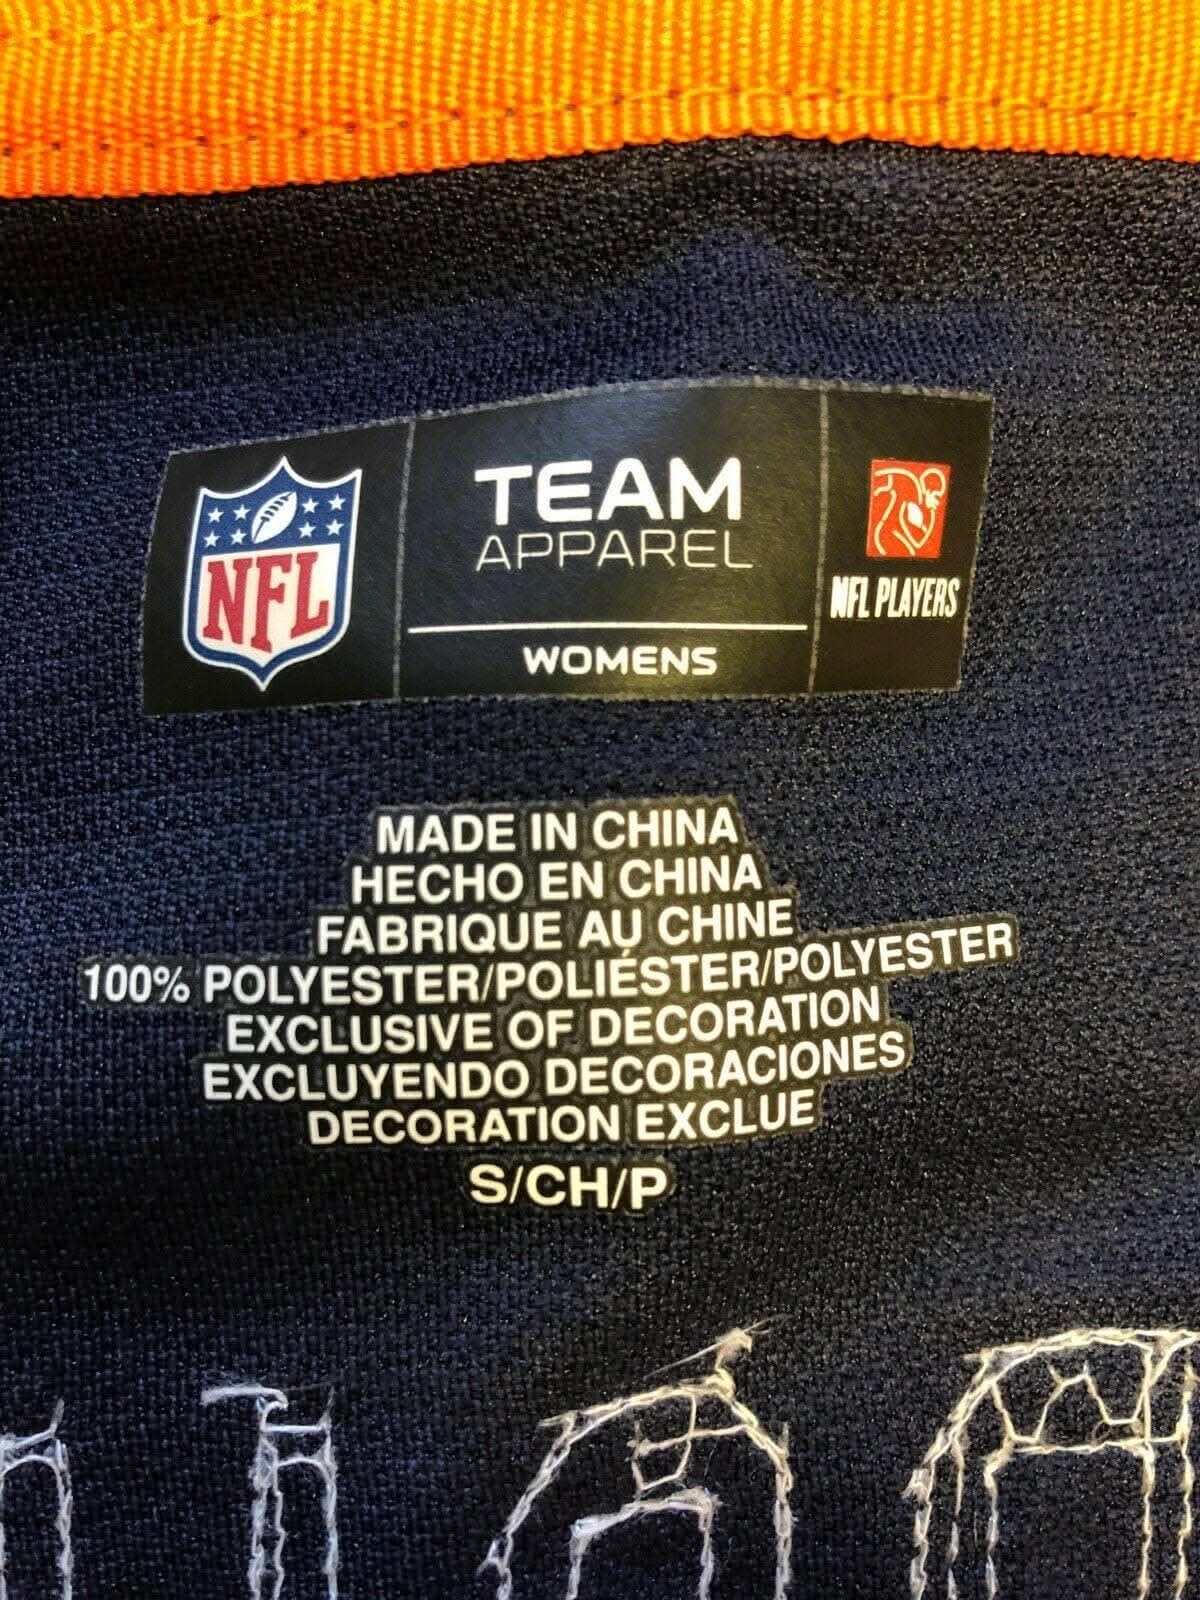 NFL
TEAM
APPAREL
WOMENS
NFL PLAYERS
MADE IN CHINA
HECHO EN CHINA
FABRIQUE AU CHINE
100% POLYESTER/POLIÉSTER/POLYESTER
EXCLUSIVE OF DECORATION
EXCLUYENDO DECORACIONES
DECORATION EXCLUE
S/CH/P